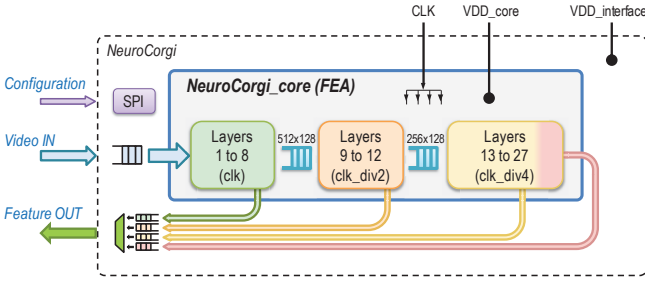 CLK
VDD_core
VDD_interface
NeuroCorgi
Configuration
SPI
NeuroCorgi_core (FEA)
Video IN
Layers
1 to 8
(clk)
512x128
Layers
9 to 12
(clk_div2)
256x128
Layers
13 to 27
(clk_div4)
Feature OUT